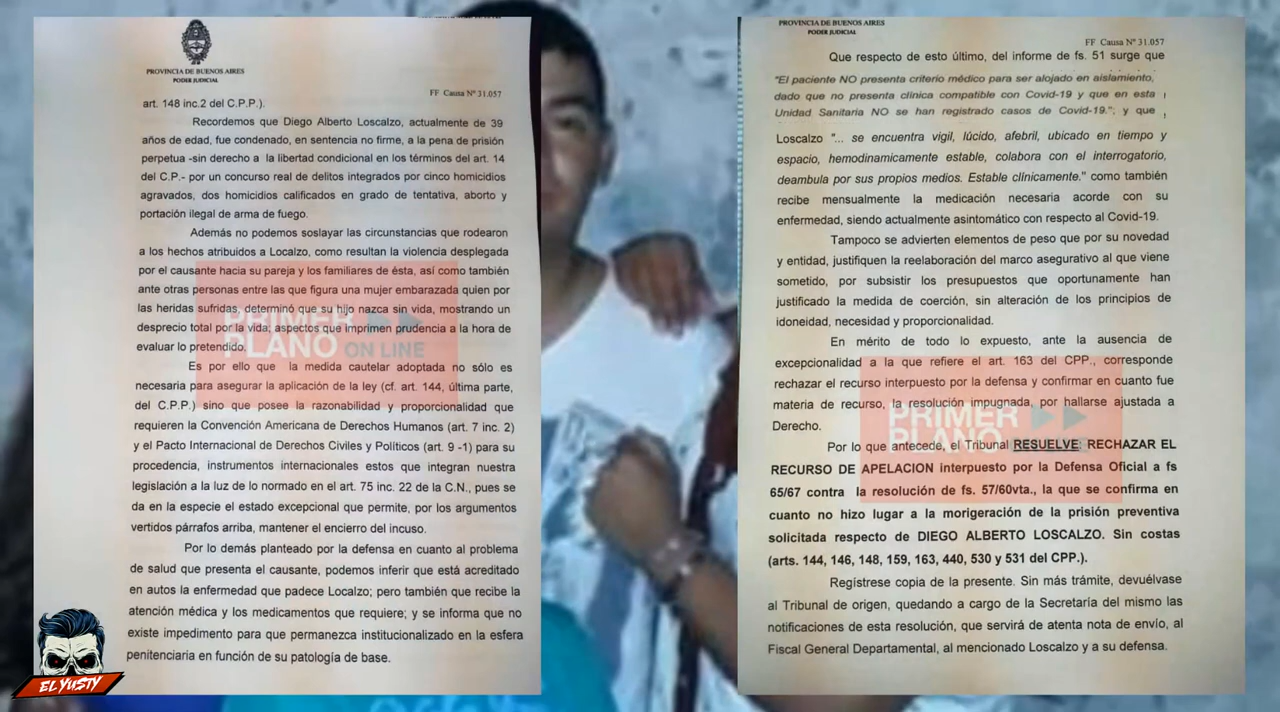 PROVINCIA DE BUENOS AIRES
PODER JUDICIAL
FF Causa Nº 31.057
art. 148 inc.2 del C.P.P.).
Recordemos que Diego Alberto Loscalzo, actualmente de 39
años de edad, fue condenado, en sentencia no firme, a la pena de prisión
perpetua -sin derecho a la libertad condicional en los términos del art. 14
del C.P.- por un concurso real de delitos integrados por cinco homicidios
agravados, dos homicidios calificados en grado de tentativa, aborto y
portación ilegal de arma de fuego.
Además no podemos soslayar las circunstancias que rodearon
a los hechos atribuidos a Localzo, como resultan la violencia desplegada
por el causante hacia su pareja y los familiares de ésta, así como también
ante otras personas entre las que figura una mujer embarazada quien por
las heridas sufridas, determinó que su hijo nazca sin vida, mostrando un
desprecio total por la vida; aspectos que imprimen prudencia a la hora de
evaluar lo pretendido.
Es por ello que la medida cautelar adoptada no sólo es
necesaria para asegurar la aplicación de la ley (cf. art. 144, última parte,
del C.P.P.) sino que posee la razonabilidad y proporcionalidad que
requieren la Convención Americana de Derechos Humanos (art. 7 inc. 2)
y el Pacto Internacional de Derechos Civiles y Políticos (art. 9 -1) para su
procedencia, instrumentos internacionales estos que integran nuestra
legislación a la luz de lo normado en el art. 75 inc. 22 de la C.N., pues se
da en la especie el estado excepcional que permite, por los argumentos
vertidos párrafos arriba, mantener el encierro del incuso.
Por lo demás planteado por la defensa en cuanto al problema
de salud que presenta el causante, podemos inferir que está acreditado
en autos la enfermedad que padece Localzo; pero también que recibe la
atención médica y los medicamentos que requiere; y se informa que no
existe impedimento para que permanezca institucionalizado en la esfera
penitenciaria en función de su patología de base.
PRIMER
PLANO ON LINE
EL YUSTY
PROVINCIA DE BUENOS AIRES
PODER JUDICIAL
FF Causa Nº 31.057
Que respecto de esto último, del informe de fs. 51 surge que
"El paciente NO presenta criterio médico para ser alojado en aislamiento,
dado que no presenta clínica compatible con Covid-19 y que en esta
Unidad Sanitaria NO se han registrado casos de Covid-19."; y que
Loscalzo "... se encuentra vigil, lúcido, afebril, ubicado en tiempo y
espacio, hemodinamicamente estable, colabora con el interrogatorio,
deambula por sus propios medios. Estable clínicamente." como también
recibe mensualmente la medicación necesaria acorde con su
enfermedad, siendo actualmente asintomático con respecto al Covid-19.
Tampoco se advierten elementos de peso que por su novedad
y entidad, justifiquen la reelaboración del marco asegurativo al que viene
sometido, por subsistir los presupuestos que oportunamente han
justificado la medida de coerción, sin alteración de los principios de
idoneidad, necesidad y proporcionalidad.
En mérito de todo lo expuesto, ante la ausencia de
excepcionalidad a la que refiere el art. 163 del CPP., corresponde
rechazar el recurso interpuesto por la defensa y confirmar en cuanto fue
materia de recurso, la resolución impugnada, por hallarse ajustada a
Derecho.
Por lo que antecede, el Tribunal RESUELVE: RECHAZAR EL
RECURSO DE APELACION interpuesto por la Defensa Oficial a fs
65/67 contra la resolución de fs. 57/60vta., la que se confirma en
cuanto no hizo lugar a la morigeración de la prisión preventiva
solicitada respecto de DIEGO ALBERTO LOSCALZO. Sin costas
(arts. 144, 146, 148, 159, 163, 440, 530 y 531 del CPP.).
Regístrese copia de la presente. Sin más trámite, devuélvase
al Tribunal de origen, quedando a cargo de la Secretaría del mismo las
notificaciones de esta resolución, que servirá de atenta nota de envío, al
Fiscal General Departamental, al mencionado Loscalzo y a su defensa.
PRIMER
PLANO